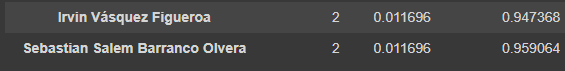 Irvin Vásquez Figueroa 2 0.011696 0.947368
Sebastian Salem Barranco Olvera 2 0.011696 0.959064